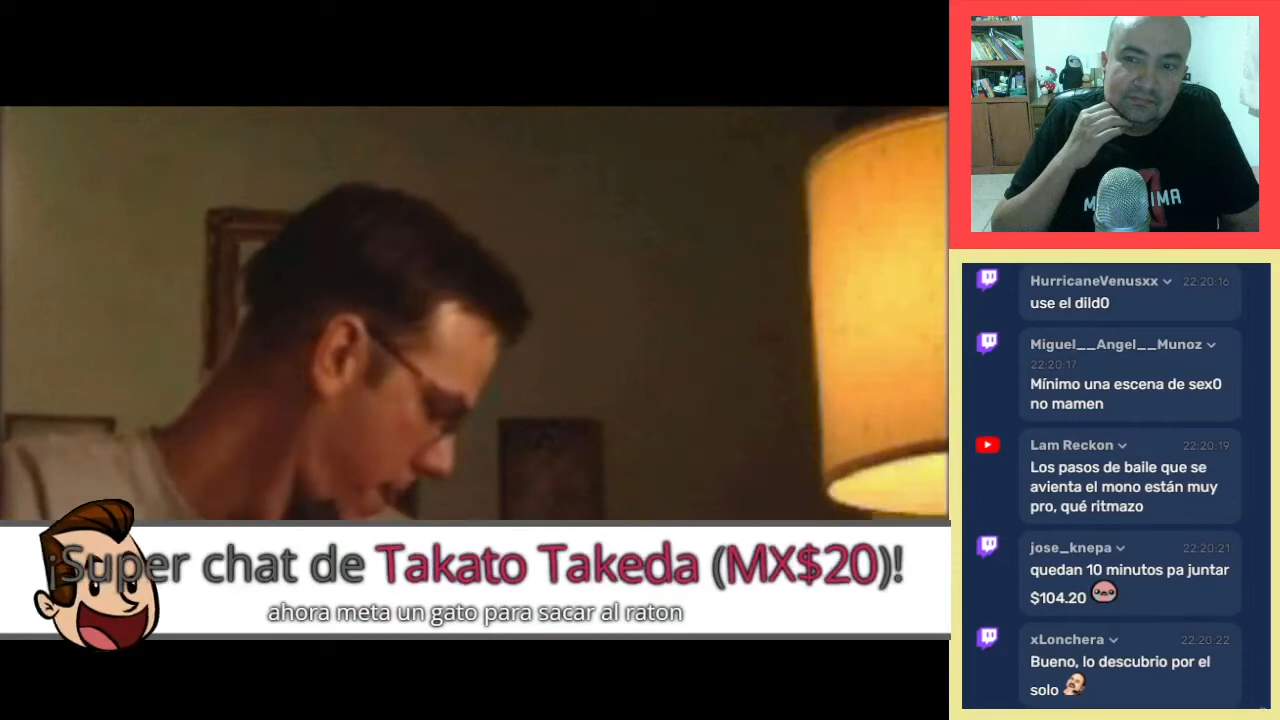 ¡Super chat de Takato Takeda (MX$20)!
ahora meta un gato para sacar al raton
HurricaneVenusxx 22:20:16
use el dild0
Miguel__Angel__Munoz
22:20:17
Mínimo una escena de sex0
no mamen
Lam Reckon 22:20:19
Los pasos de baile que se
avienta el mono están muy
pro, qué ritmazo
jose_knepa 22:20:21
quedan 10 minutos pa juntar
$104.20
xLonchera 22:20:22
Bueno, lo descubrio por el
solo